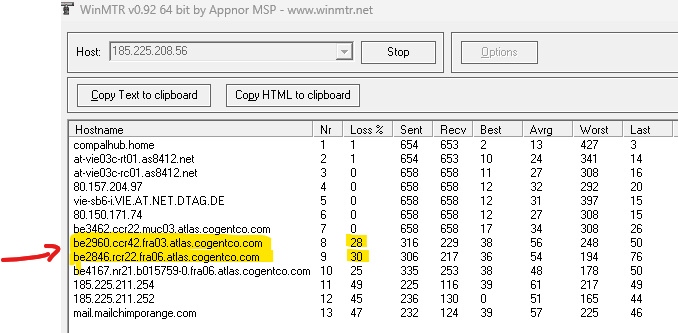 WinMTR v0.92 64 bit by Appnor MSP - www.winmtr.net
Host: 185.225.208.56 Stop Options
Copy Text to clipboard Copy HTML to clipboard
Hostname Nr Loss % Sent Recv Best Avrg Worst Last
compalhub.home 1 1 654 653 2 13 427 3
at-vie03c-rt01.as8412.net 2 1 654 653 10 24 341 14
at-vie03c-rc01.as8412.net 3 0 658 658 11 27 308 16
80.157.204.97 4 0 658 658 12 32 292 20
vie-sb6-i.VIE.AT.NET.DTAG.DE 5 0 658 658 12 31 397 15
80.150.171.74 6 0 658 658 12 27 308 15
be3462.ccr22.muc03.atlas.cogentco.com 7 0 658 658 17 34 308 26
be2960.ccr42.fra03.atlas.cogentco.com 8 28 316 229 38 56 248 50
be2846.rcr22.fra06.atlas.cogentco.com 9 30 306 217 36 54 194 76
be4167.nr21.b015759-0.fra06.atlas.cogentco.com 10 25 335 253 38 48 178 50
185.225.211.254 11 49 225 116 39 61 217 49
185.225.211.252 12 45 236 130 0 51 165 44
mail.mailchimporange.com 13 47 232 124 39 57 225 46